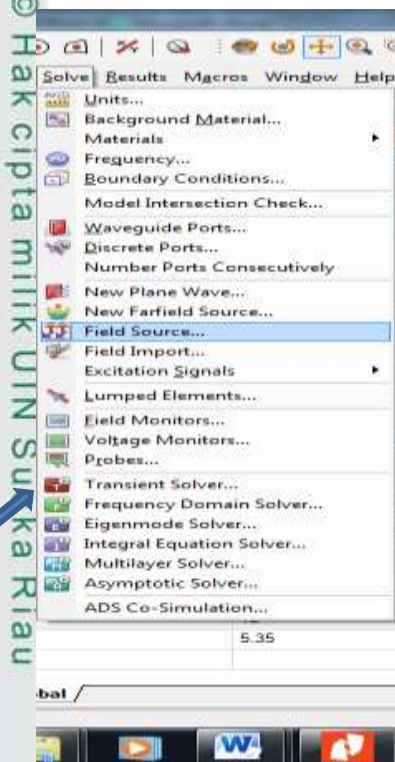 © Hak cipta milik UIN Suska Riau
Solve Results Macros Window Help
Units...
Background Material...
Materials
Frequency...
Boundary Conditions...
Model Intersection Check...
Waveguide Ports...
Discrete Ports...
Number Ports Consecutively
New Plane Wave...
New Farfield Source...
Field Source...
Field Import...
Excitation Signals
Lumped Elements...
Field Monitors...
Voltage Monitors...
Probes...
Transient Solver...
Frequency Domain Solver...
Eigenmode Solver...
Integral Equation Solver...
Multilayer Solver...
Asymptotic Solver...
ADS Co-Simulation...
5.35
bal
W